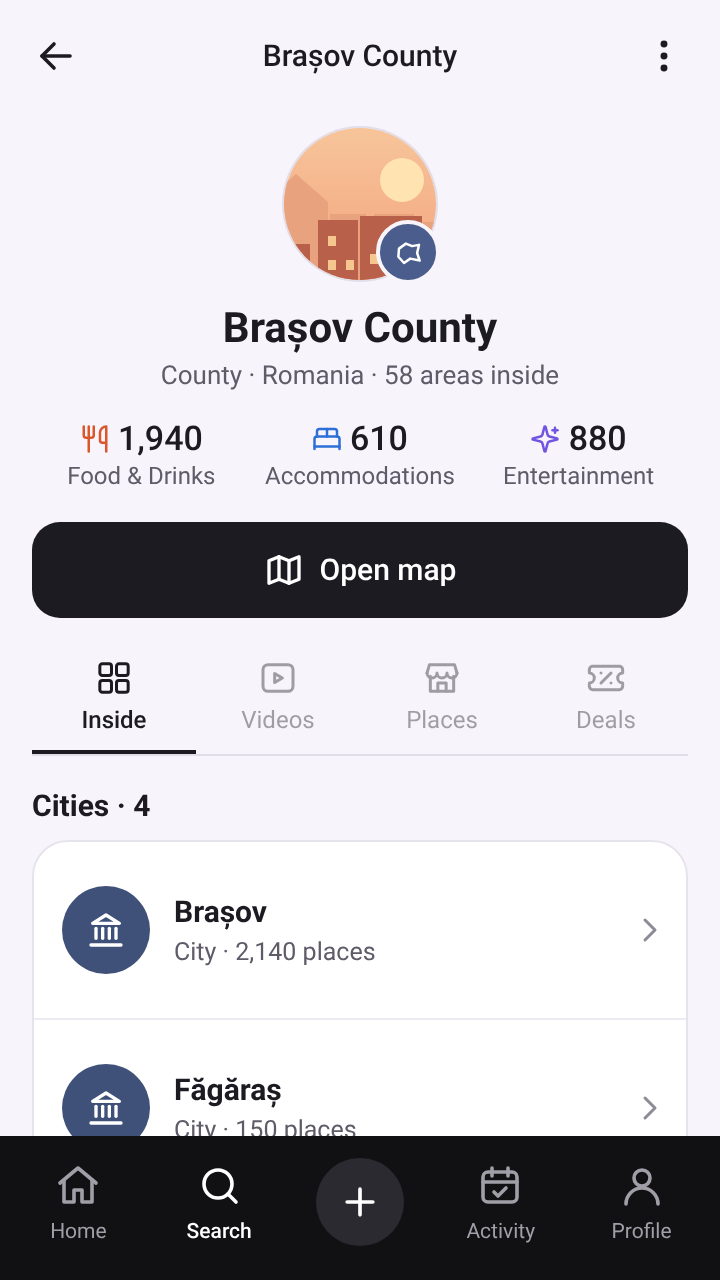 Brașov County
Brașov County
County · Romania · 58 areas inside
1,940
Food & Drinks
610
Accommodations
880
Entertainment
Open map
Inside
Videos
Places
Deals
Cities · 4
Brașov
City · 2,140 places
Făgăraș
City · 150 places
Home
Search
Activity
Profile